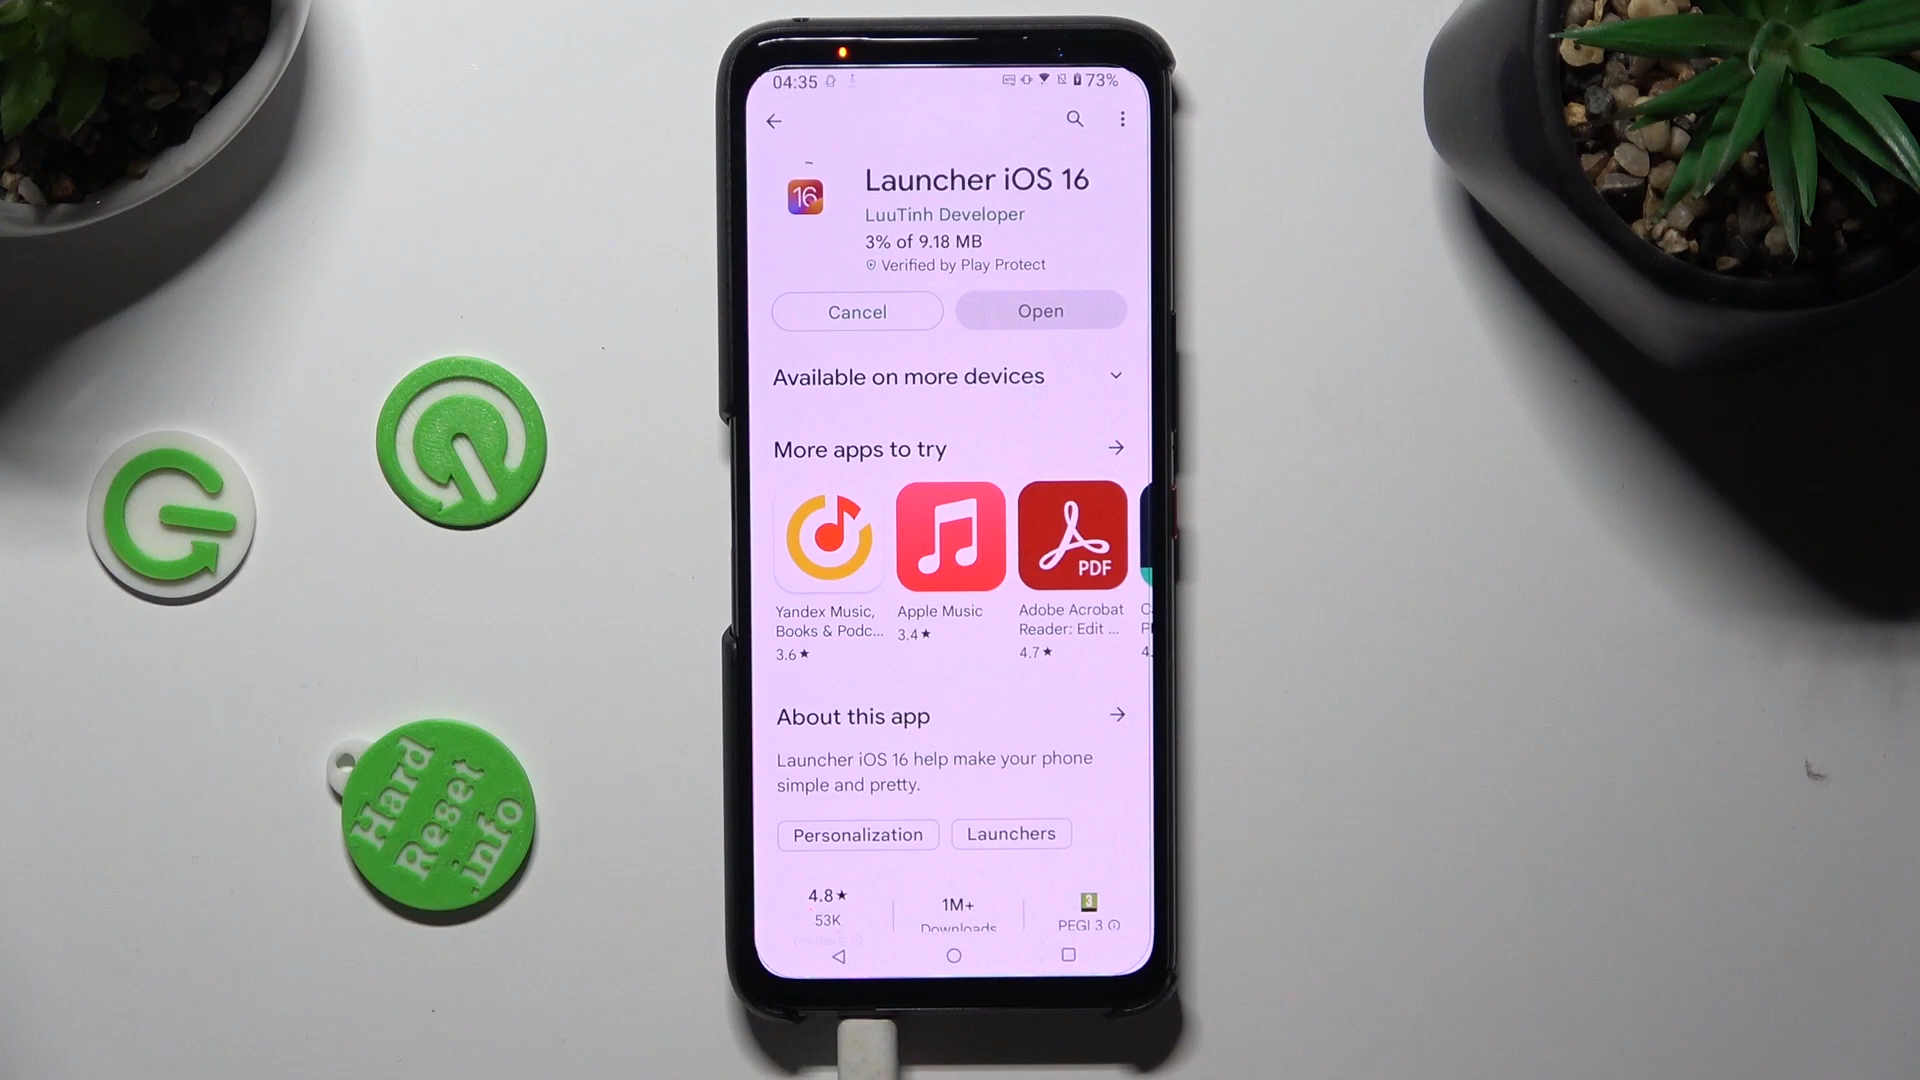 04:35
73%
Launcher iOS 16
16
LuuTinh Developer
3% of 9.18 MB
Verified by Play Protect
Cancel
Open
Available on more devices
More apps to try
PDF
Yandex Music,
Books & Podc...
3.6★
Apple Music
3.4★
Adobe Acrobat
Reader: Edit ...
4.7★
About this app
Launcher iOS 16 help make your phone
simple and pretty.
Personalization
Launchers
4.8★
53K
reviews
1M+
Downloads
3
PEGI 3
Hard
Reset
.info